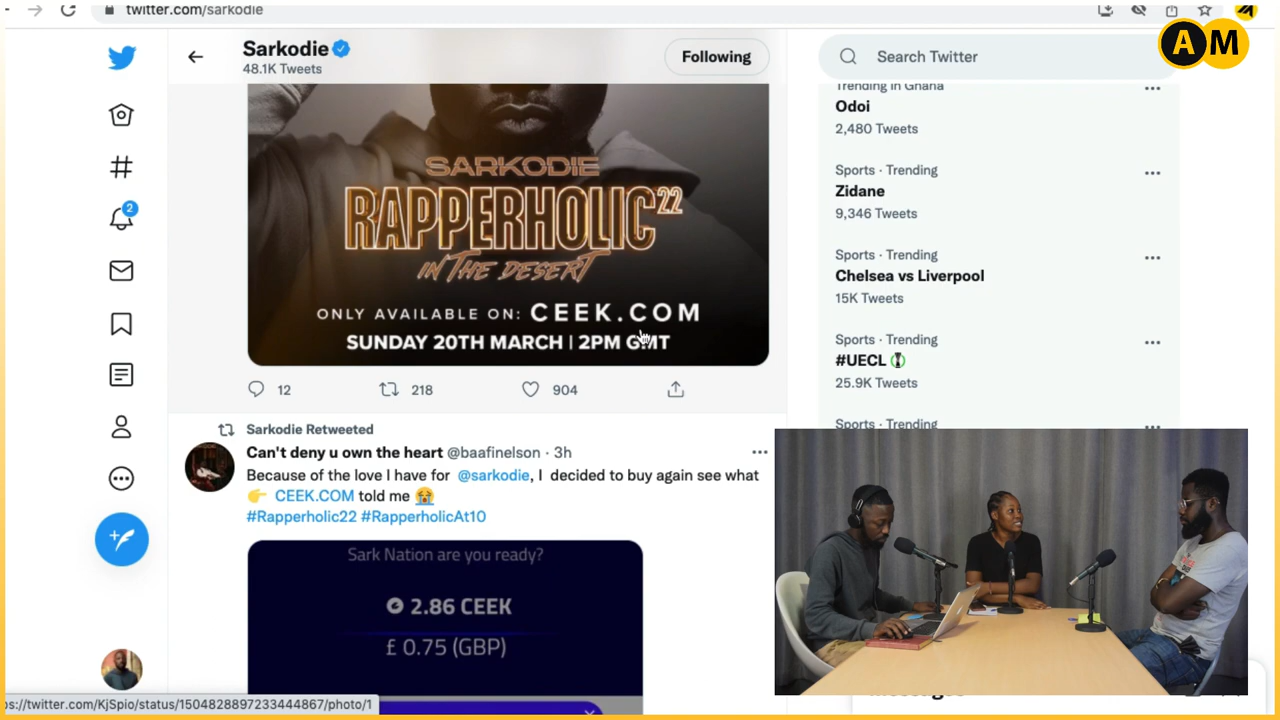 twitter.com/sarkodie
A M
Sarkodie
48.1K Tweets
Following
Search Twitter
SARKODIE
RAPPERHOLIC22
IN THE DESERT
ONLY AVAILABLE ON: CEEK.COM
SUNDAY 20TH MARCH | 2PM GMT
12 218 904
Sarkodie Retweeted
Can't deny u own the heart @baafinelson · 3h
Because of the love I have for @sarkodie, I decided to buy again see what
👉 CEEK.COM told me 😭
#Rapperholic22 #RapperholicAt10
Sark Nation are you ready?
2.86 CEEK
£ 0.75 (GBP)
2
Trending in Ghana
Odoi
2,480 Tweets
Sports · Trending
Zidane
9,346 Tweets
Sports · Trending
Chelsea vs Liverpool
15K Tweets
Sports · Trending
#UECL
25.9K Tweets
Sports · Trending
ps://twitter.com/KjSpio/status/1504828897233444867/photo/1